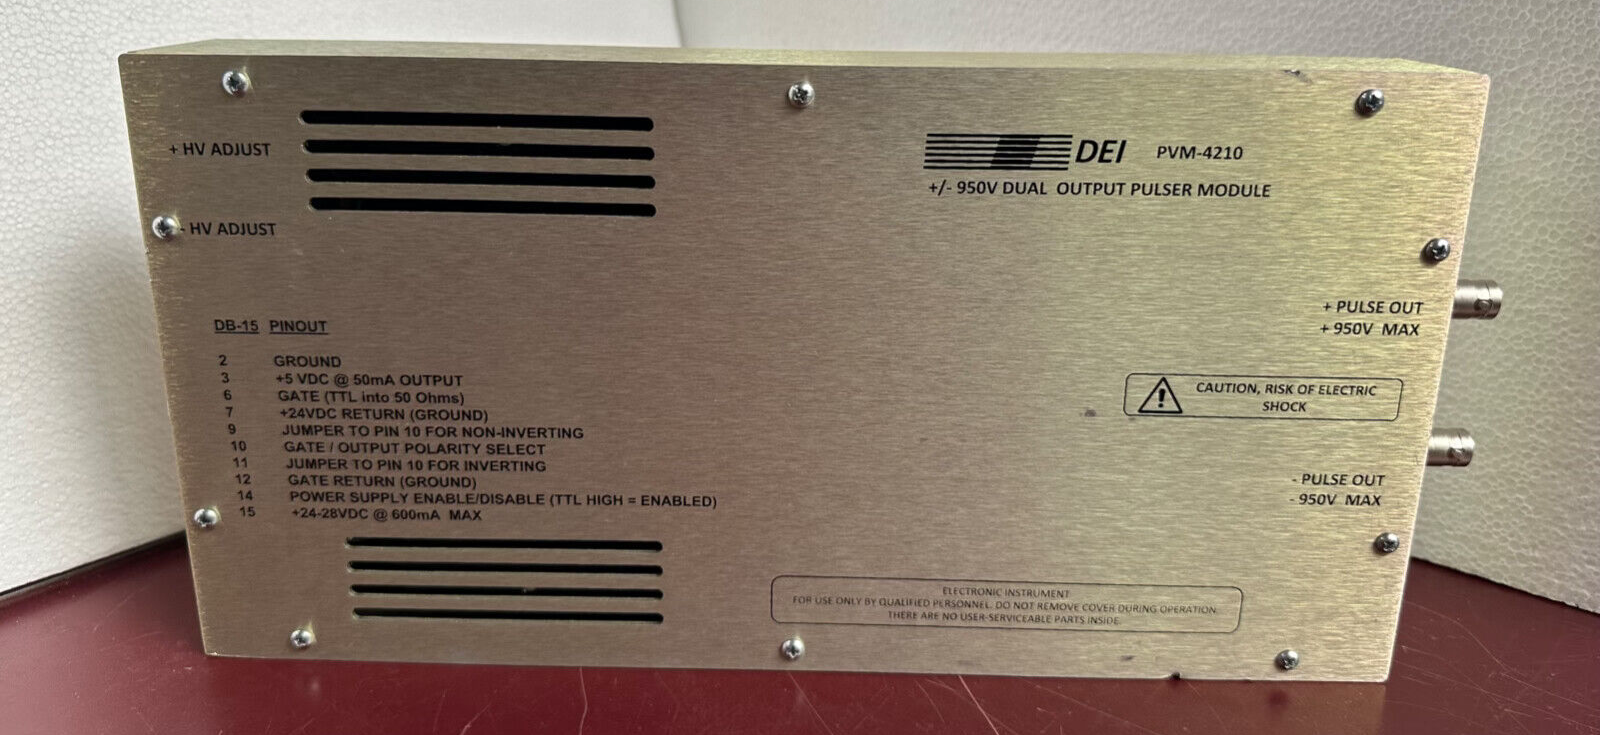 + HV ADJUST
- HV ADJUST
DEI PVM-4210
+/- 950V DUAL OUTPUT PULSER MODULE
+ PULSE OUT
+ 950V MAX
CAUTION, RISK OF ELECTRIC
SHOCK
- PULSE OUT
- 950V MAX
DB-15 PINOUT
2 GROUND
3 +5 VDC @ 50mA OUTPUT
6 GATE (TTL into 50 Ohms)
7 +24VDC RETURN (GROUND)
9 JUMPER TO PIN 10 FOR NON-INVERTING
10 GATE / OUTPUT POLARITY SELECT
11 JUMPER TO PIN 10 FOR INVERTING
12 GATE RETURN (GROUND)
14 POWER SUPPLY ENABLE/DISABLE (TTL HIGH = ENABLED)
15 +24-28VDC @ 600mA MAX
ELECTRONIC INSTRUMENT
FOR USE ONLY BY QUALIFIED PERSONNEL. DO NOT REMOVE COVER DURING OPERATION.
THERE ARE NO USER-SERVICEABLE PARTS INSIDE.